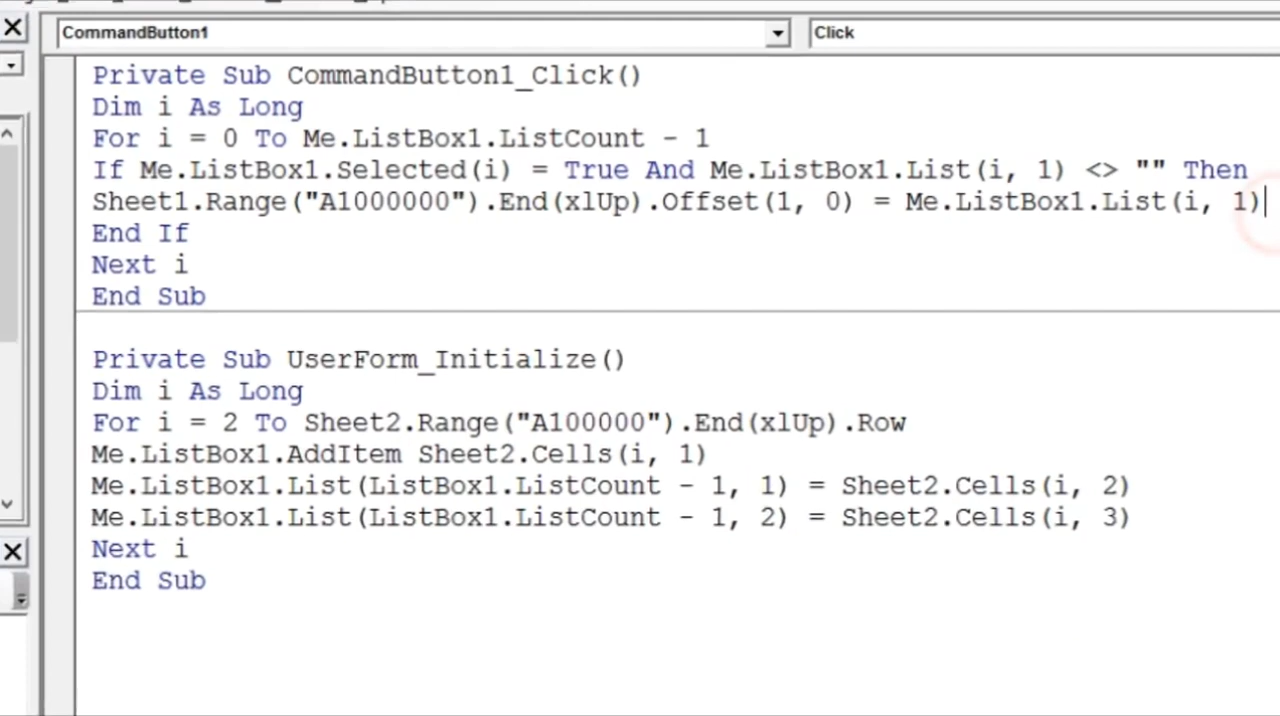 CommandButton1
Click
Private Sub CommandButton1_Click()
Dim i As Long
For i = 0 To Me.ListBox1.ListCount - 1
If Me.ListBox1.Selected(i) = True And Me.ListBox1.List(i, 1) <> "" Then
Sheet1.Range("A1000000").End(xlUp).Offset(1, 0) = Me.ListBox1.List(i, 1)
End If
Next i
End Sub
Private Sub UserForm_Initialize()
Dim i As Long
For i = 2 To Sheet2.Range("A100000").End(xlUp).Row
Me.ListBox1.AddItem Sheet2.Cells(i, 1)
Me.ListBox1.List(ListBox1.ListCount - 1, 1) = Sheet2.Cells(i, 2)
Me.ListBox1.List(ListBox1.ListCount - 1, 2) = Sheet2.Cells(i, 3)
Next i
End Sub